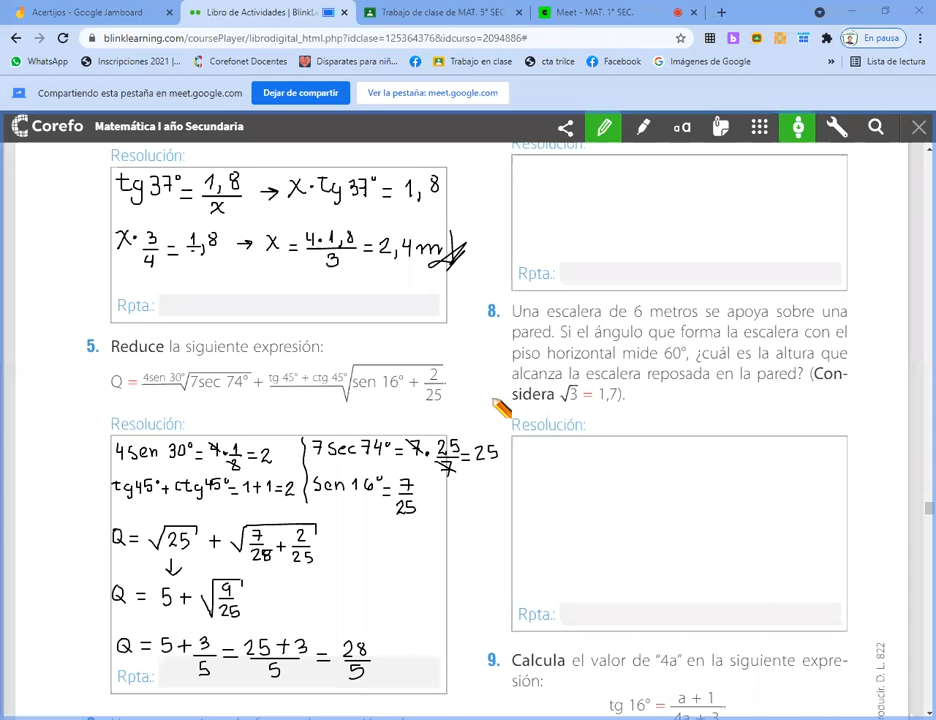 Acertijos - Google Jamboard
Libro de Actividades | BlinkLe
Trabajo de clase de MAT. 5° SEC
Meet - MAT. 1° SEC.
blinklearning.com/coursePlayer/librodigital_html.php?idclase=125364376&idcurso=2094886#
En pausa
WhatsApp
Inscripciones 2021 |...
Corefonet Docentes
Disparates para niñ...
Trabajo en clase
cta trilce
Facebook
Imágenes de Google
»
Lista de lectura
Compartiendo esta pestaña en meet.google.com
Dejar de compartir
Ver la pestaña: meet.google.com
Corefo
Matemática I año Secundaria
aa
Resolución:
tg 37° = 1,8/x → x · tg 37° = 1,8
x · 3/4 = 1,8 → x = 4·1,8/3 = 2,4 m
Rpta.:
5. Reduce la siguiente expresión:
Q = 4sen 30°√7sec 74° + tg 45° + ctg 45°√sen 16° + 2/25
Resolución:
7 sec 74° = 7 · 25/7 = 25
tg45° + ctg45° = 1 + 1 = 2
sen 16° = 7/25
Q = √25 + √7/25 + 2/25
↓
Q = 5 + √9/25
Q = 5 + 3/5 = 25 + 3/5 = 28/5
Rpta.:
Resolución:
Rpta.:
8. Una escalera de 6 metros se apoya sobre una
pared. Si el ángulo que forma la escalera con el
piso horizontal mide 60°, ¿cuál es la altura que
alcanza la escalera reposada en la pared? (Con-
sidera √3 = 1,7).
Resolución:
Rpta.:
9. Calcula el valor de “4a” en la siguiente expre-
sión:
tg 16° = a + 1/4a + 3
roducir. D. L. 822